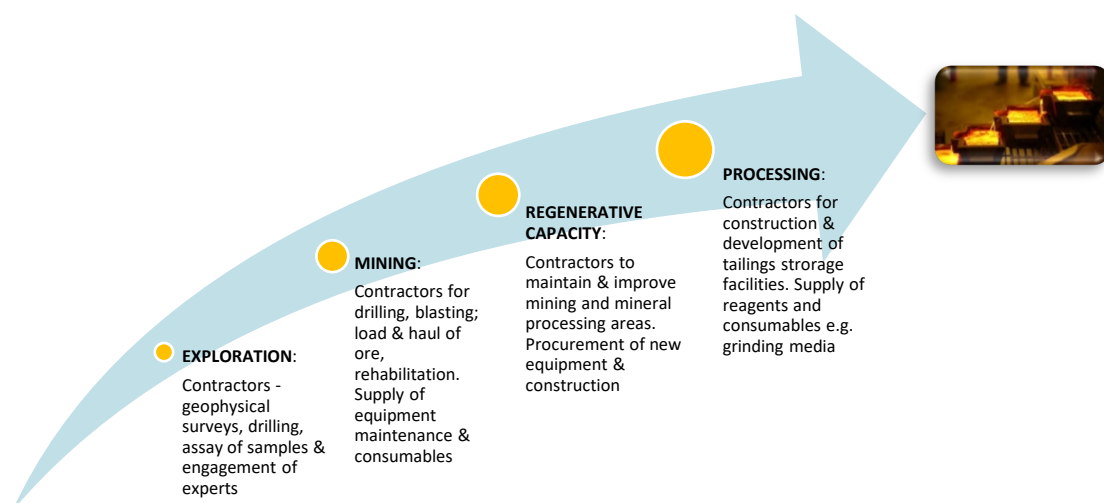 EXPLORATION:
Contractors -
geophysical
surveys, drilling,
assay of samples &
engagement of
experts
MINING:
Contractors for
drilling, blasting;
load & haul of
ore,
rehabilitation.
Supply of
equipment
maintenance &
consumables
REGENERATIVE
CAPACITY:
Contractors to
maintain & improve
mining and mineral
processing areas.
Procurement of new
equipment &
construction
PROCESSING:
Contractors for
construction &
development of
tailings strorage
facilities. Supply of
reagents and
consumables e.g.
grinding media